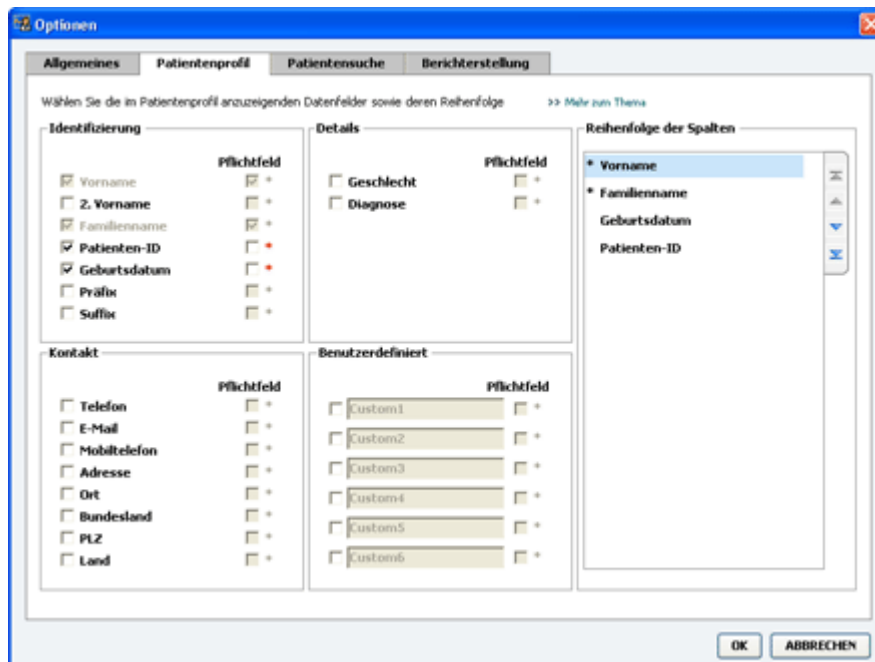 Optionen
Allgemeines Patientenprofil Patientensuche Berichterstellung
Wählen Sie die im Patientenprofil anzuzeigenden Datenfelder sowie deren Reihenfolge >> Mehr zum Thema
Identifizierung
Pflichtfeld
Vorname *
2. Vorname *
Familienname *
Patienten-ID *
Geburtsdatum *
Präfix *
Suffix *
Details
Pflichtfeld
Geschlecht *
Diagnose *
Reihenfolge der Spalten
* Vorname
* Familienname
Geburtsdatum
Patienten-ID
Kontakt
Pflichtfeld
Telefon *
E-Mail *
Mobiltelefon *
Adresse *
Ort *
Bundesland *
PLZ *
Land *
Benutzerdefiniert
Pflichtfeld
Custom1 *
Custom2 *
Custom3 *
Custom4 *
Custom5 *
Custom6 *
OK ABBRECHEN